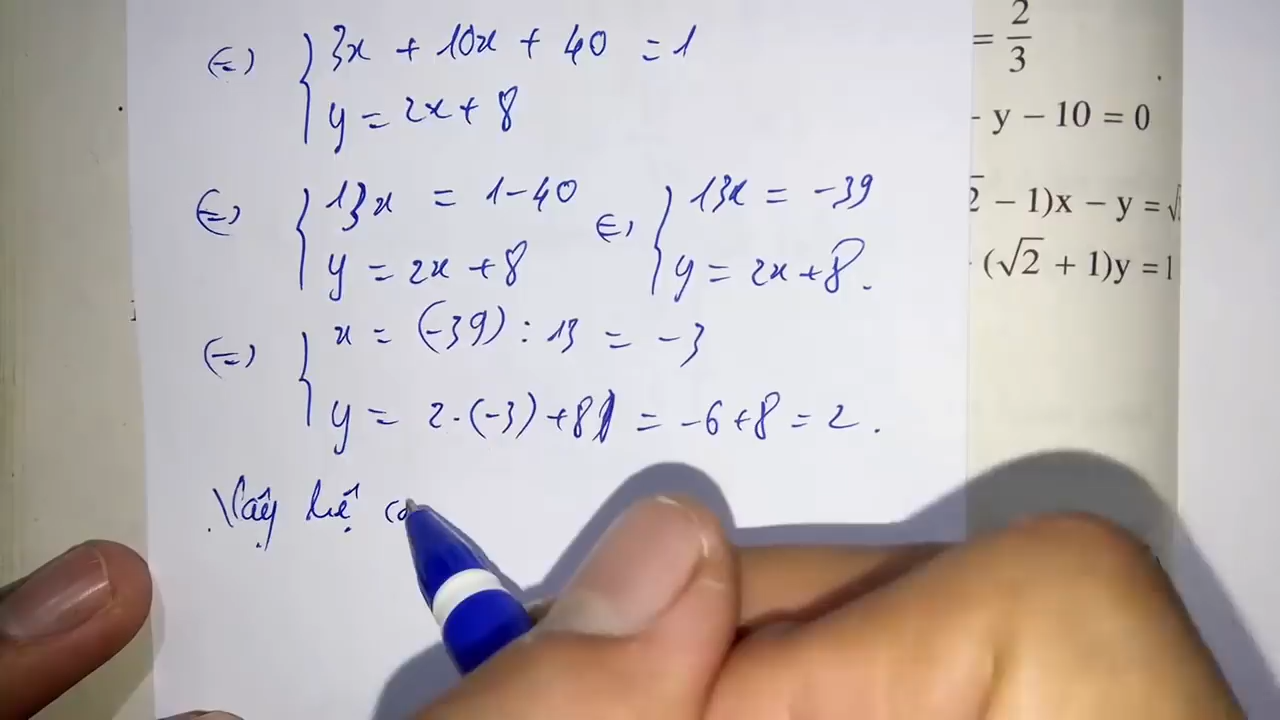 (=) { 3x + 10x + 40 = 1
y = 2x + 8
(=) { 13x = 1 - 40 (=) { 13x = -39
y = 2x + 8 y = 2x + 8.
(=) { x = (-39) : 13 = -3
y = 2.(-3) + 8 = -6 + 8 = 2.
Vậy hệ có
= 2/3
- y − 10 = 0
− 1)x − y = √
(√2 + 1)y = 1